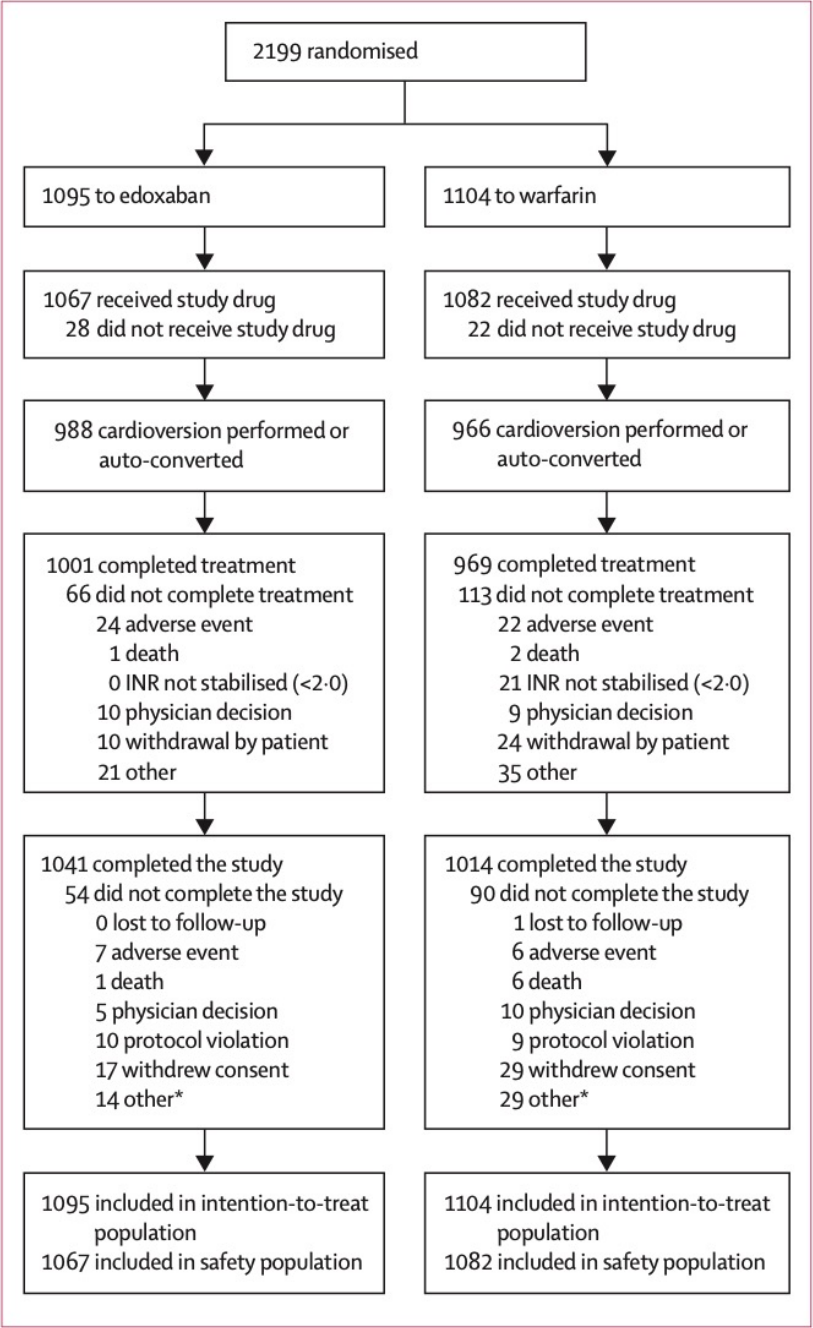 2199 randomised
1095 to edoxaban
1067 received study drug
28 did not receive study drug
988 cardioversion performed or
auto-converted
1001 completed treatment
66 did not complete treatment
24 adverse event
1 death
0 INR not stabilised (<2·0)
10 physician decision
10 withdrawal by patient
21 other
1041 completed the study
54 did not complete the study
0 lost to follow-up
7 adverse event
1 death
5 physician decision
10 protocol violation
17 withdrew consent
14 other*
1095 included in intention-to-treat
population
1067 included in safety population
1104 to warfarin
1082 received study drug
22 did not receive study drug
966 cardioversion performed or
auto-converted
969 completed treatment
113 did not complete treatment
22 adverse event
2 death
21 INR not stabilised (<2·0)
9 physician decision
24 withdrawal by patient
35 other
1014 completed the study
90 did not complete the study
1 lost to follow-up
6 adverse event
6 death
10 physician decision
9 protocol violation
29 withdrew consent
29 other*
1104 included in intention-to-treat
population
1082 included in safety population